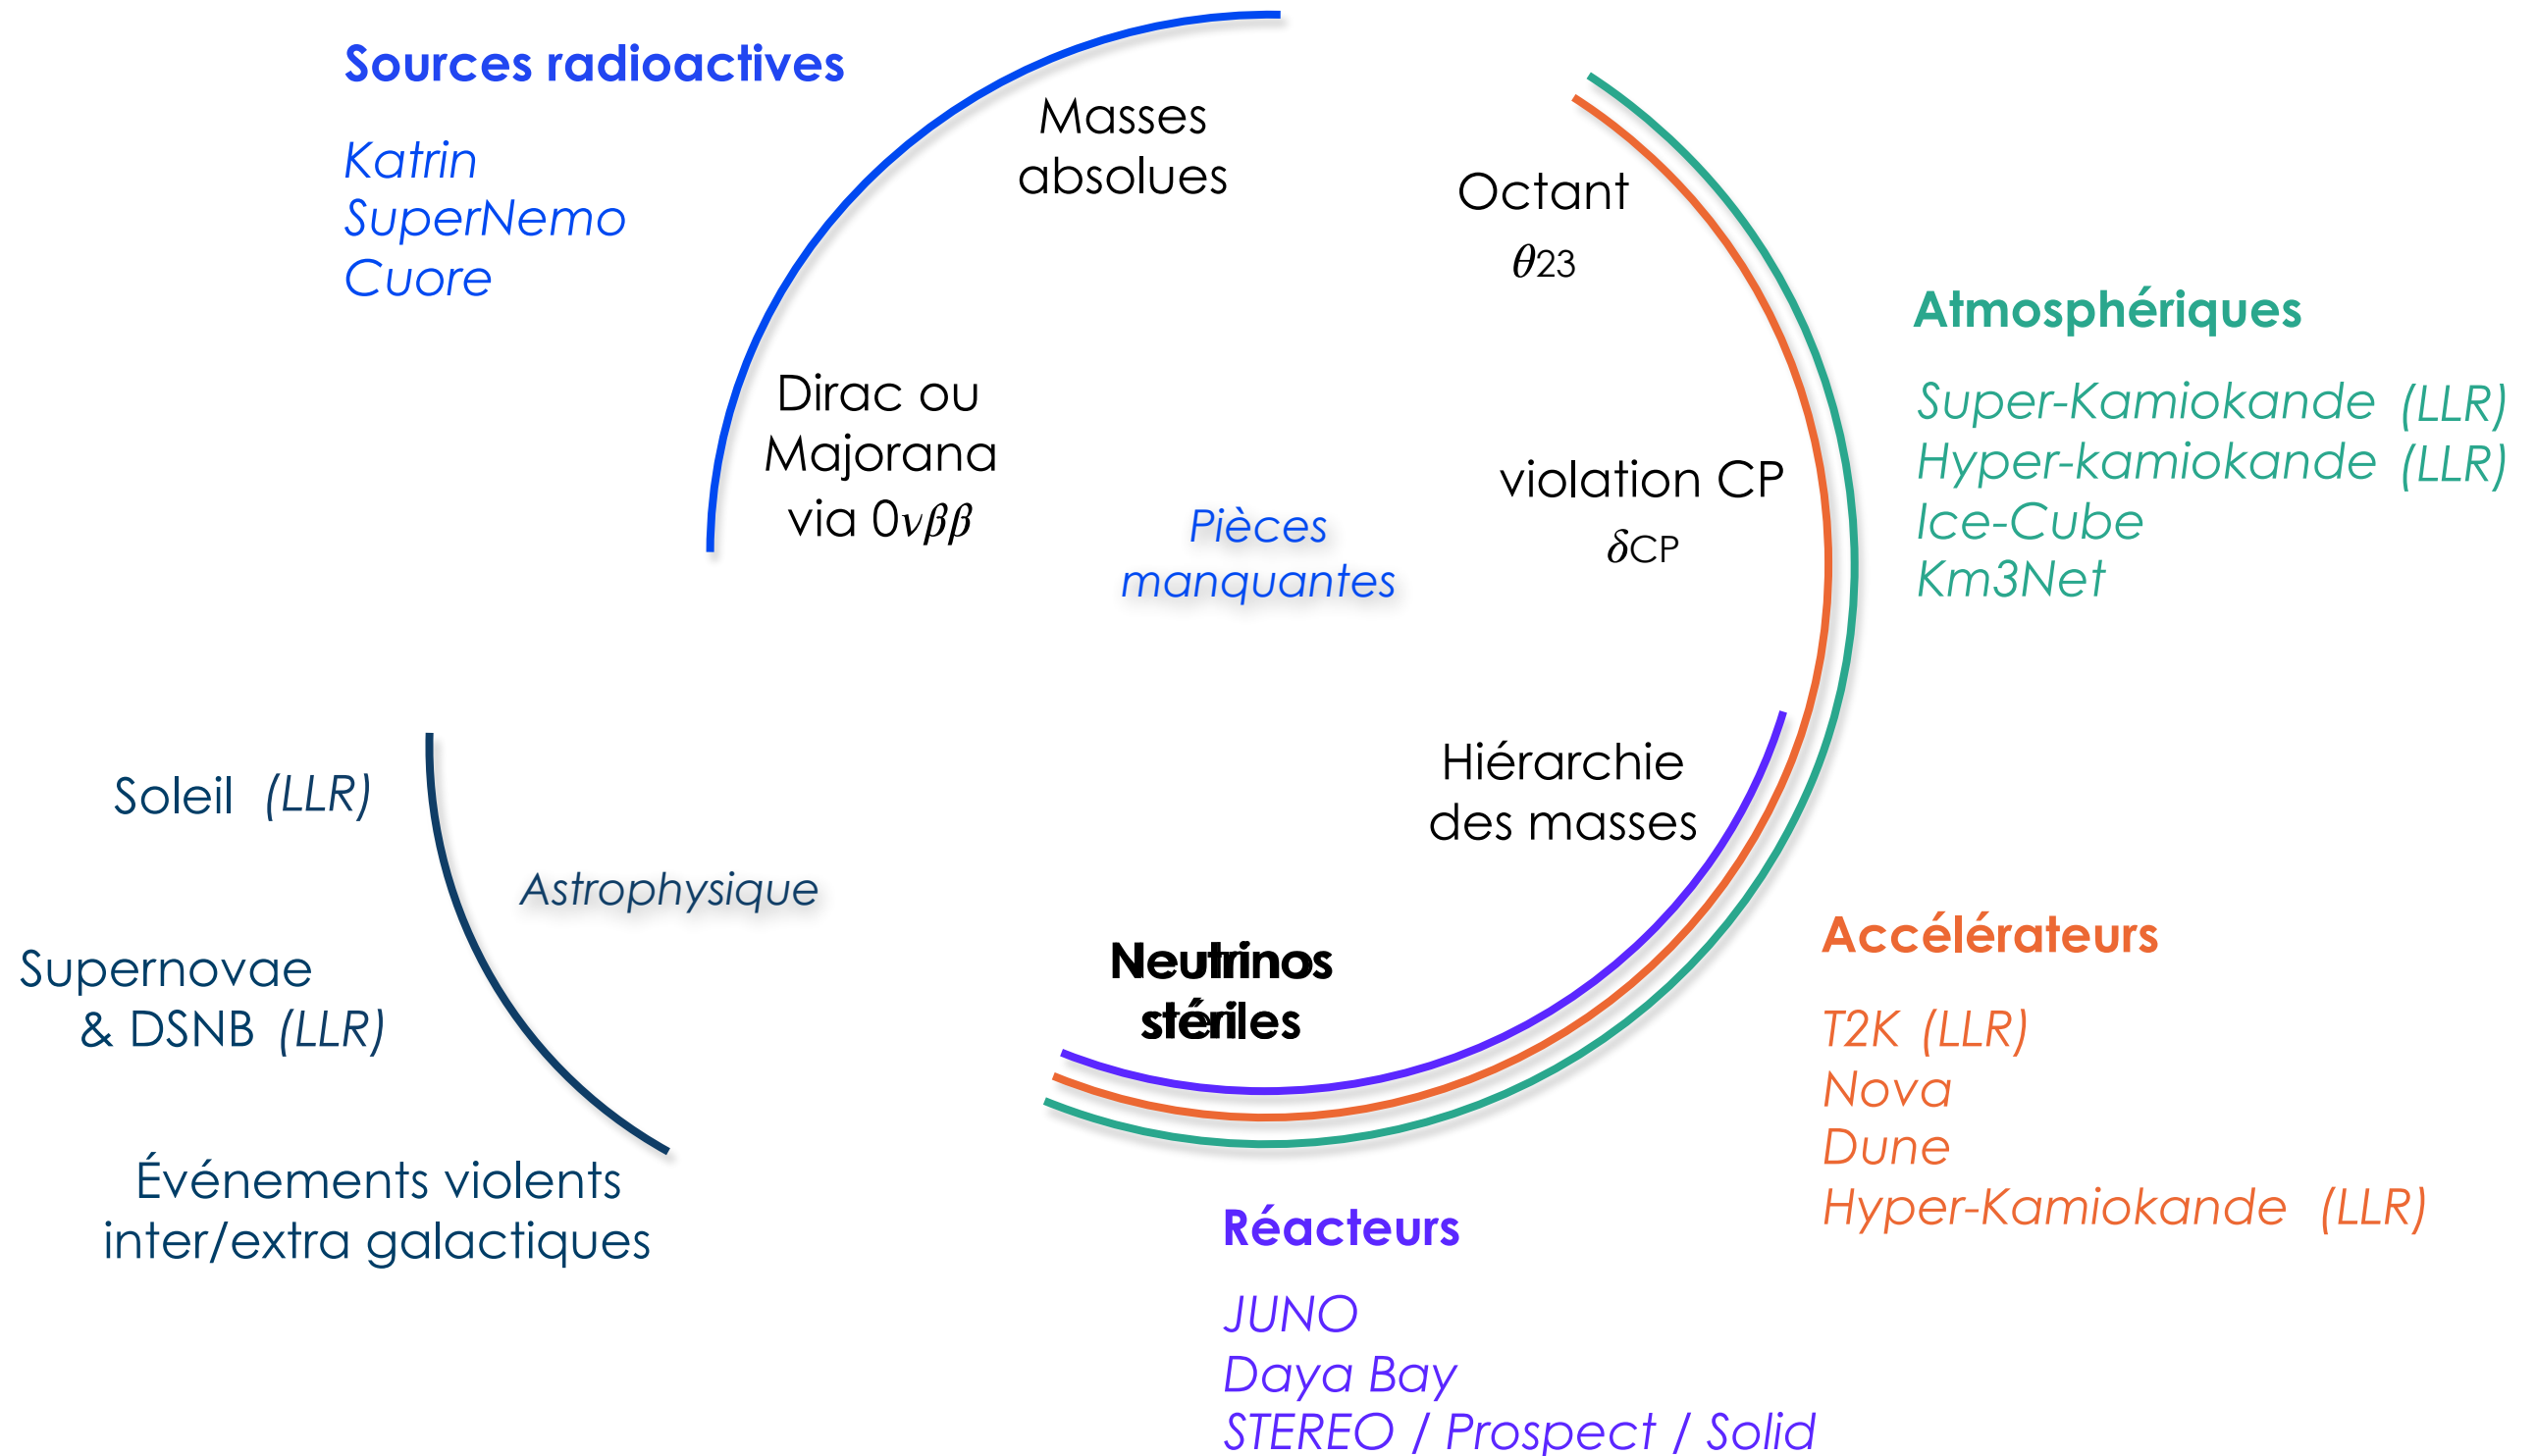 Sources radioactives
Katrin
SuperNemo
Cuore
Masses
absolues
Dirac ou
Majorana
via 0νββ
Octant
θ23
violation CP
δCP
Pièces
manquantes
Hiérarchie
des masses
Neutrinos
stériles
Atmosphériques
Super-Kamiokande (LLR)
Hyper-kamiokande (LLR)
Ice-Cube
Km3Net
Accélérateurs
T2K (LLR)
Nova
Dune
Hyper-Kamiokande (LLR)
Réacteurs
JUNO
Daya Bay
STEREO / Prospect / Solid
Astrophysique
Soleil (LLR)
Supernovae
& DSNB (LLR)
Événements violents
inter/extra galactiques